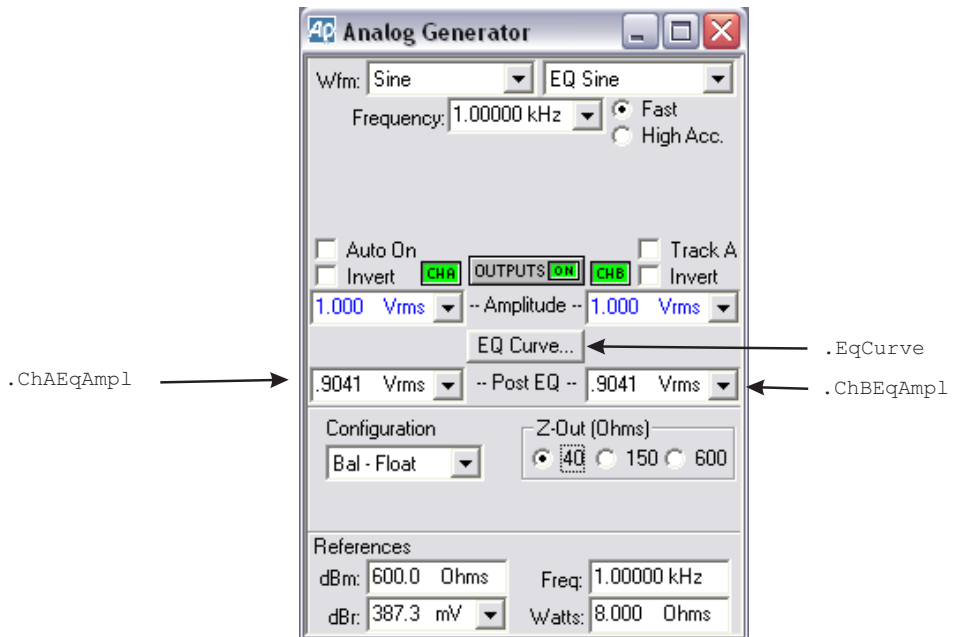 Ap Analog Generator
Wfm: Sine EQ Sine
Frequency: 1.00000 kHz Fast
High Acc.
Auto On Track A
Invert CHA OUTPUTS ON CHB Invert
1.000 Vrms -- Amplitude -- 1.000 Vrms
EQ Curve... .EqCurve
.ChAEqAmpl .9041 Vrms -- Post EQ -- .9041 Vrms .ChBEqAmpl
Configuration Z-Out (Ohms)
Bal - Float 40 150 600
References
dBm: 600.0 Ohms Freq: 1.00000 kHz
dBr: 387.3 mV Watts: 8.000 Ohms